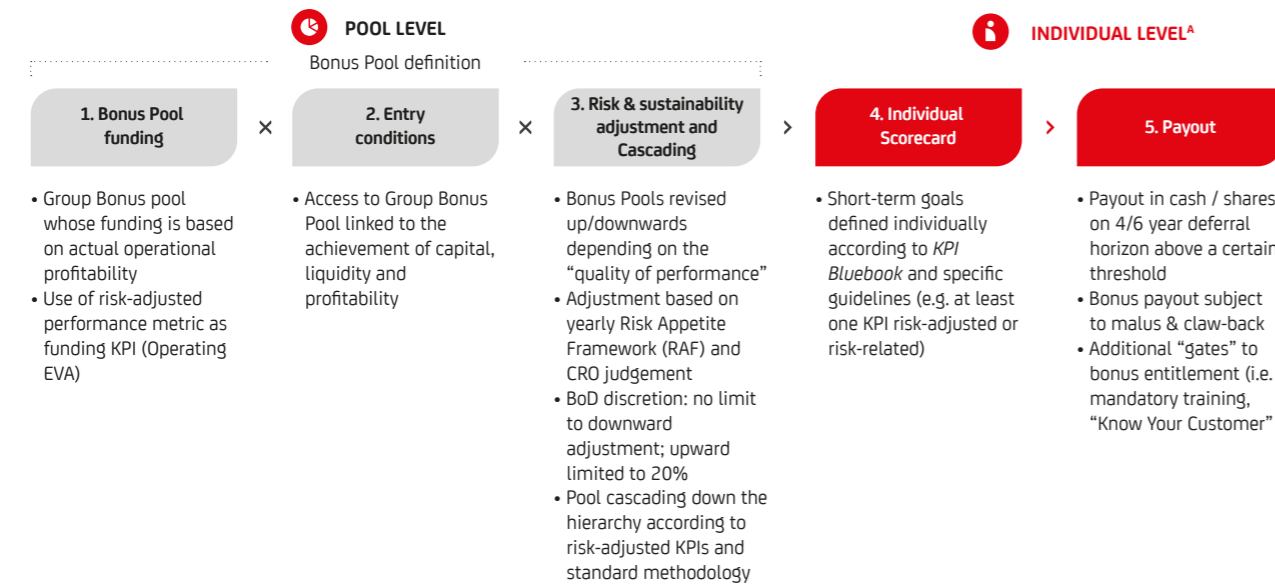 POOL LEVEL
Bonus Pool definition
INDIVIDUAL LEVELᴬ
1. Bonus Pool
funding
×
2. Entry
conditions
×
3. Risk & sustainability
adjustment and
Cascading
>
4. Individual
Scorecard
>
5. Payout
• Group Bonus pool
whose funding is based
on actual operational
profitability
• Use of risk-adjusted
performance metric as
funding KPI (Operating
EVA)
• Access to Group Bonus
Pool linked to the
achievement of capital,
liquidity and
profitability
• Bonus Pools revised
up/downwards
depending on the
“quality of performance”
• Adjustment based on
yearly Risk Appetite
Framework (RAF) and
CRO judgement
• BoD discretion: no limit
to downward
adjustment; upward
limited to 20%
• Pool cascading down the
hierarchy according to
risk-adjusted KPIs and
standard methodology
• Short-term goals
defined individually
according to KPI
Bluebook and specific
guidelines (e.g. at least
one KPI risk-adjusted or
risk-related)
• Payout in cash / shares
on 4/6 year deferral
horizon above a certain
threshold
• Bonus payout subject
to malus & claw-back
• Additional “gates” to
bonus entitlement (i.e.
mandatory training,
“Know Your Customer”